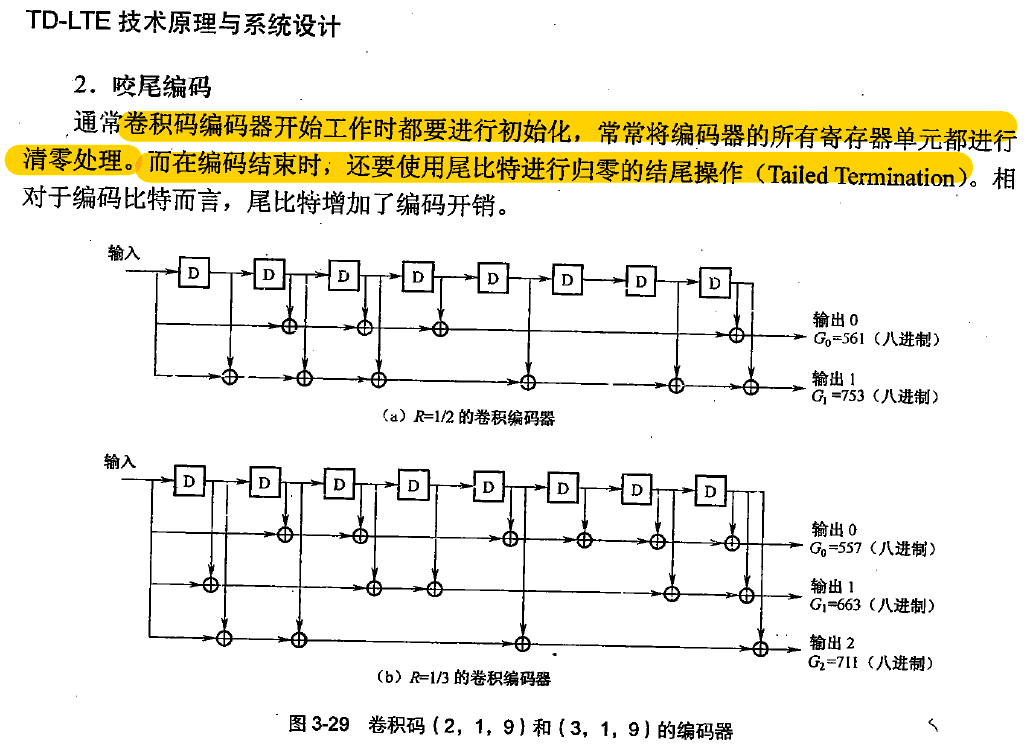 TD-LTE 技术原理与系统设计
2．咬尾编码
通常卷积码编码器开始工作时都要进行初始化，常常将编码器的所有寄存器单元都进行
清零处理。而在编码结束时，还要使用尾比特进行归零的结尾操作（Tailed Termination）。相
对于编码比特而言，尾比特增加了编码开销。
输入
D D D D D D D D
输出 0
G₀=561（八进制）
输出 1
G₁=753（八进制）
（a）R=1/2 的卷积编码器
输入
D D D D D D D D
输出 0
G₀=557（八进制）
输出 1
G₁=663（八进制）
输出 2
G₂=711（八进制）
（b）R=1/3 的卷积编码器
图 3-29 卷积码（2，1，9）和（3，1，9）的编码器